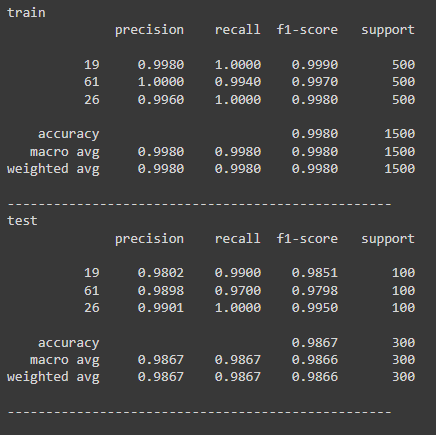 train
precision recall f1-score support
19 0.9980 1.0000 0.9990 500
61 1.0000 0.9940 0.9970 500
26 0.9960 1.0000 0.9980 500
accuracy 0.9980 1500
macro avg 0.9980 0.9980 0.9980 1500
weighted avg 0.9980 0.9980 0.9980 1500
--------------------------------------------------
test
precision recall f1-score support
19 0.9802 0.9900 0.9851 100
61 0.9898 0.9700 0.9798 100
26 0.9901 1.0000 0.9950 100
accuracy 0.9867 300
macro avg 0.9867 0.9867 0.9866 300
weighted avg 0.9867 0.9867 0.9866 300
--------------------------------------------------